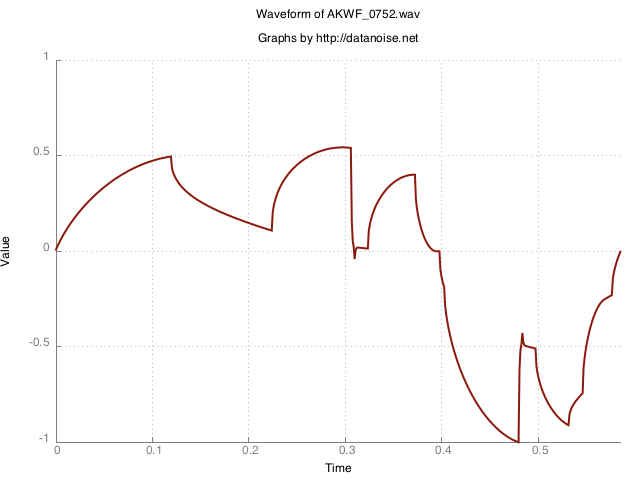 Waveform of AKWF_0752.wav
Graphs by http://datanoise.net
1
0.5
0
-0.5
-1
Value
0 0.1 0.2 0.3 0.4 0.5
Time